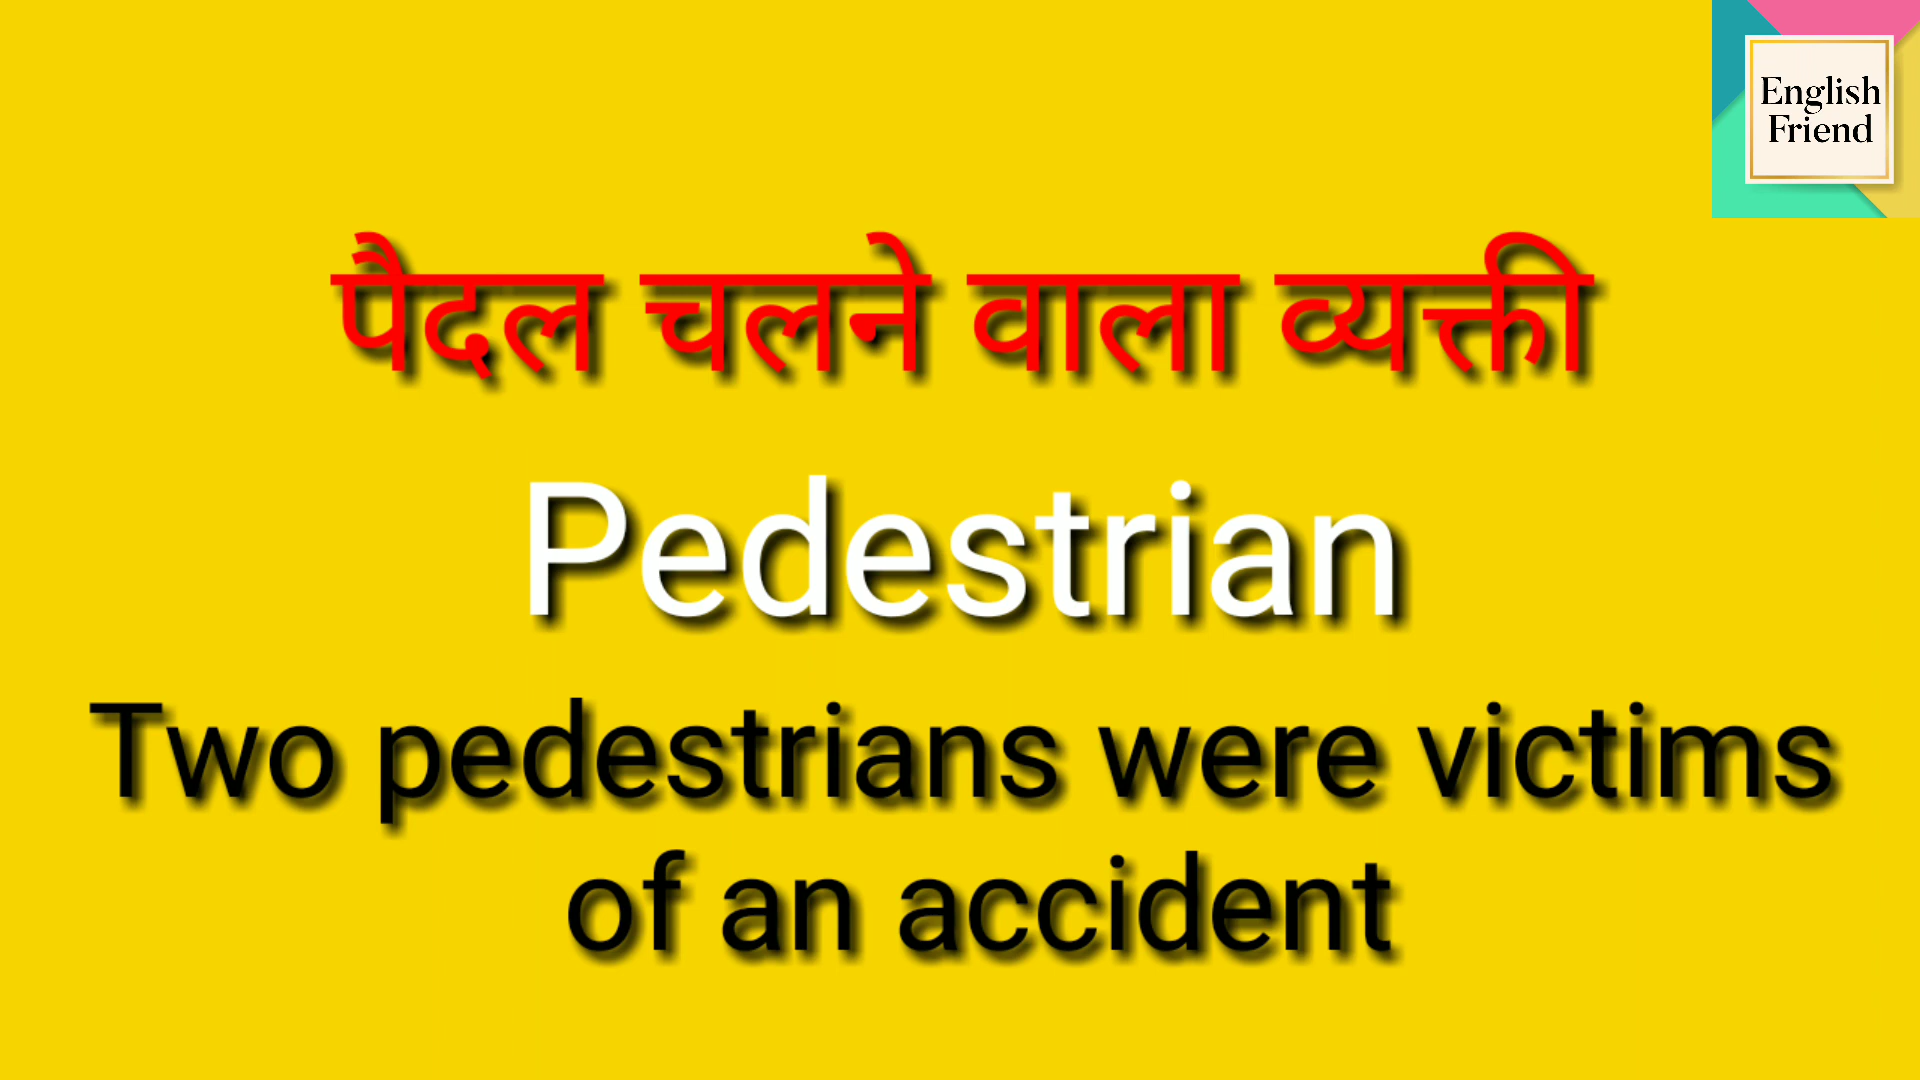 English
Friend
पैदल चलने वाला व्यक्ती
Pedestrian
Two pedestrians were victims
of an accident